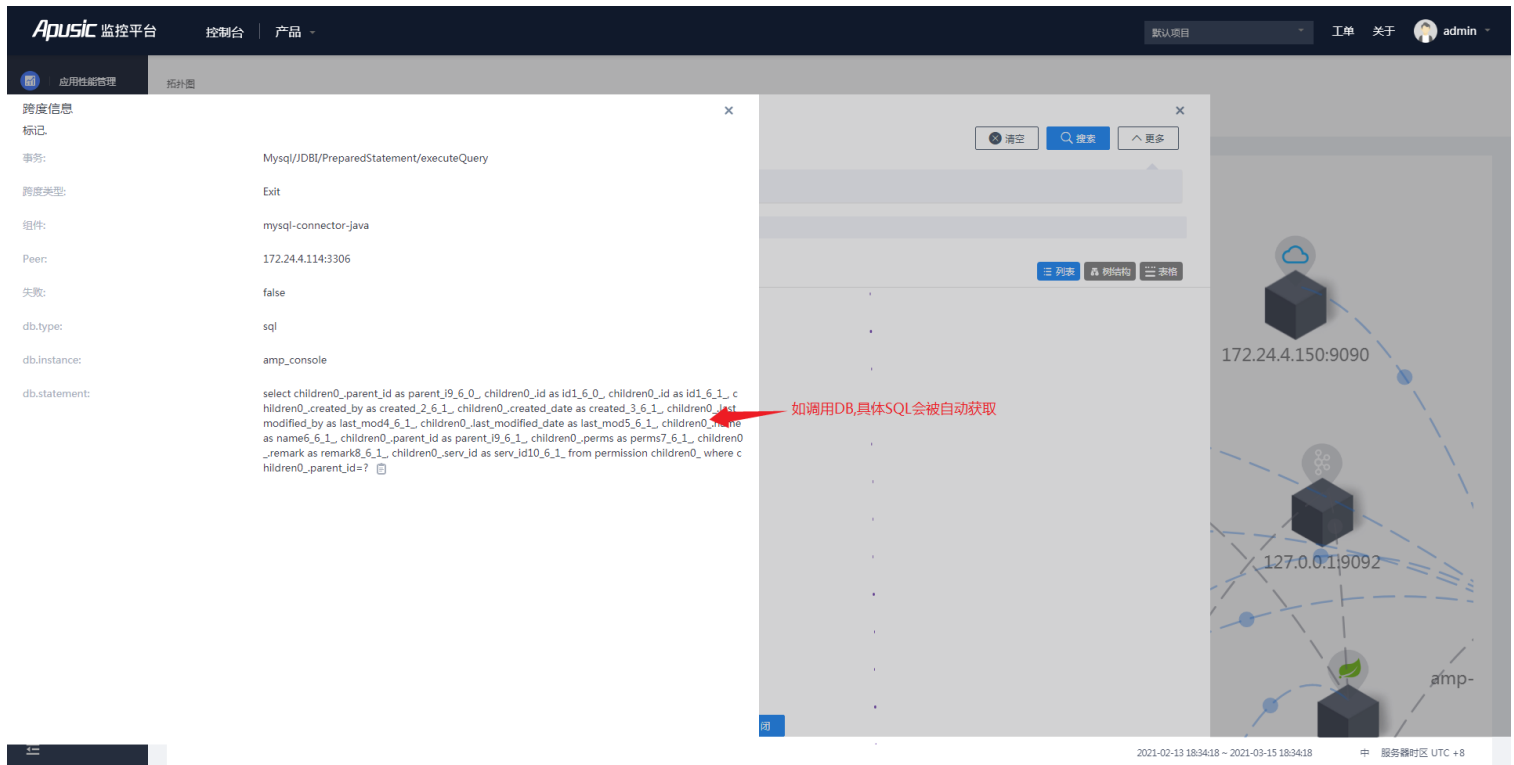 Apusic 监控平台 控制台 产品 默认项目 工单 关于 admin
应用性能管理 拓扑图
跨度信息
标记.
清空 搜索 更多
事务: Mysql/JDBI/PreparedStatement/executeQuery
跨度类型: Exit
组件: mysql-connector-java
Peer: 172.24.4.114:3306
列表 树结构 表格
失败: false
db.type: sql
172.24.4.150:9090
db.instance: amp_console
db.statement: select children0_.parent_id as parent_i9_6_0_, children0_.id as id1_6_0_, children0_.id as id1_6_1_, c
hildren0_.created_by as created_2_6_1_, children0_.created_date as created_3_6_1_, children0_.last_
modified_by as last_mod4_6_1_, children0_.last_modified_date as last_mod5_6_1_, children0_.name
as name6_6_1_, children0_.parent_id as parent_i9_6_1_, children0_.perms as perms7_6_1_, children0
_.remark as remark8_6_1_, children0_.serv_id as serv_id10_6_1_ from permission children0_ where c
hildren0_.parent_id=?
如调用DB,具体SQL会被自动获取
127.0.0.1:9092
amp-
闭
2021-02-13 18:34:18 ~ 2021-03-15 18:34:18 中 服务器时区 UTC +8